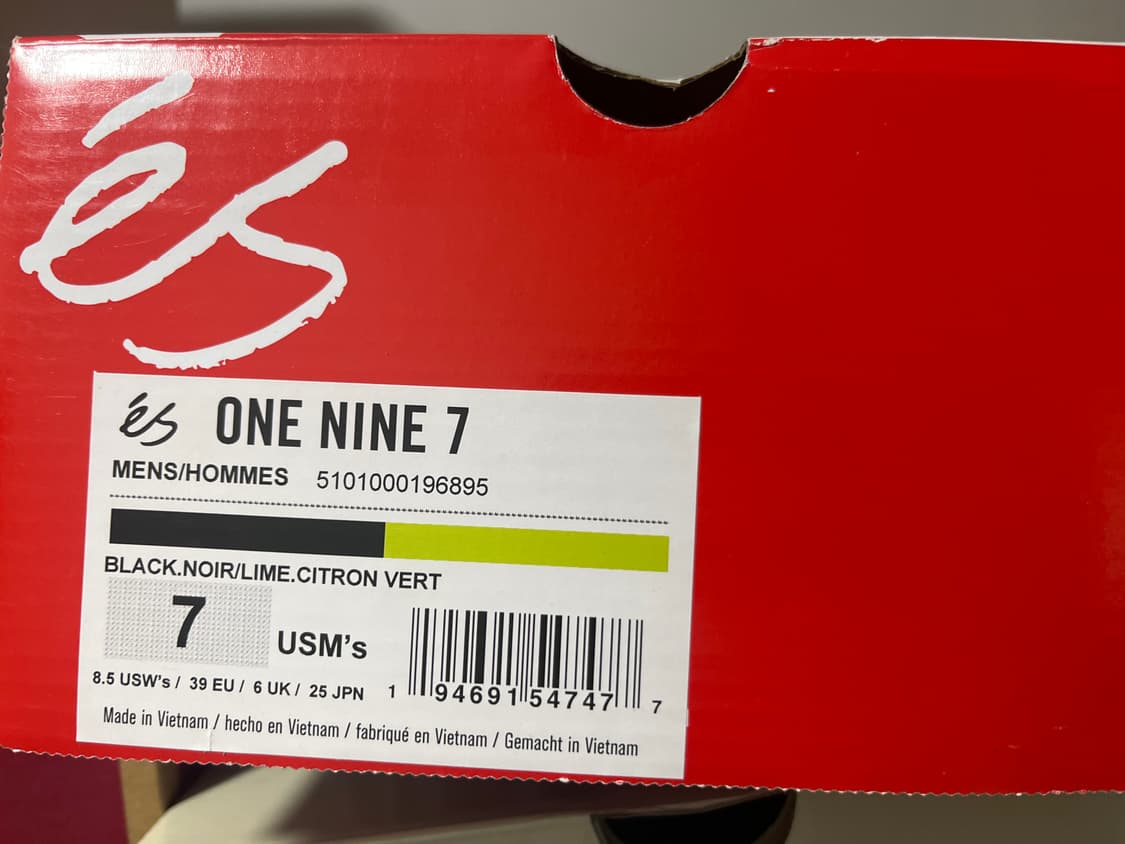 és
és ONE NINE 7
MENS/HOMMES 5101000196895
BLACK.NOIR/LIME.CITRON VERT
7 USM's
8.5 USW's / 39 EU / 6 UK / 25 JPN
1 94691 54747 7
Made in Vietnam / hecho en Vietnam / fabriqué en Vietnam / Gemacht in Vietnam